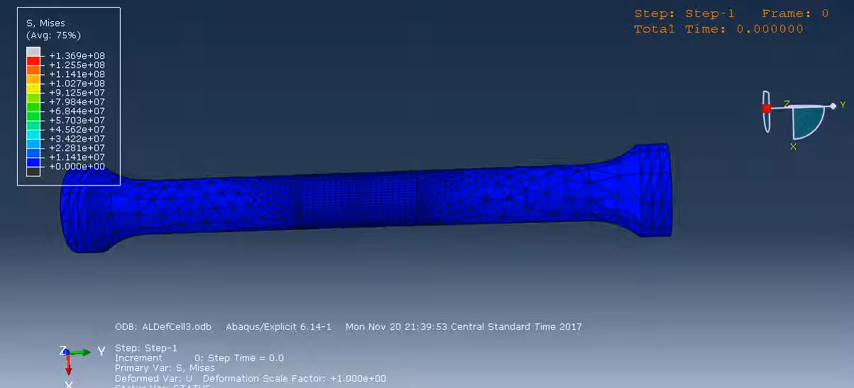 S, Mises
(Avg: 75%)
+1.369e+08
+1.255e+08
+1.141e+08
+1.027e+08
+9.125e+07
+7.984e+07
+6.844e+07
+5.703e+07
+4.562e+07
+3.422e+07
+2.281e+07
+1.141e+07
+0.000e+00
Step: Step-1 Frame: 0
Total Time: 0.000000
Z
Y
X
ODB: ALDefCell3.odb Abaqus/Explicit 6.14-1 Mon Nov 20 21:39:53 Central Standard Time 2017
Z
Y
X
Step: Step-1
Increment 0: Step Time = 0.0
Primary Var: S, Mises
Deformed Var: U Deformation Scale Factor: +1.000e+00